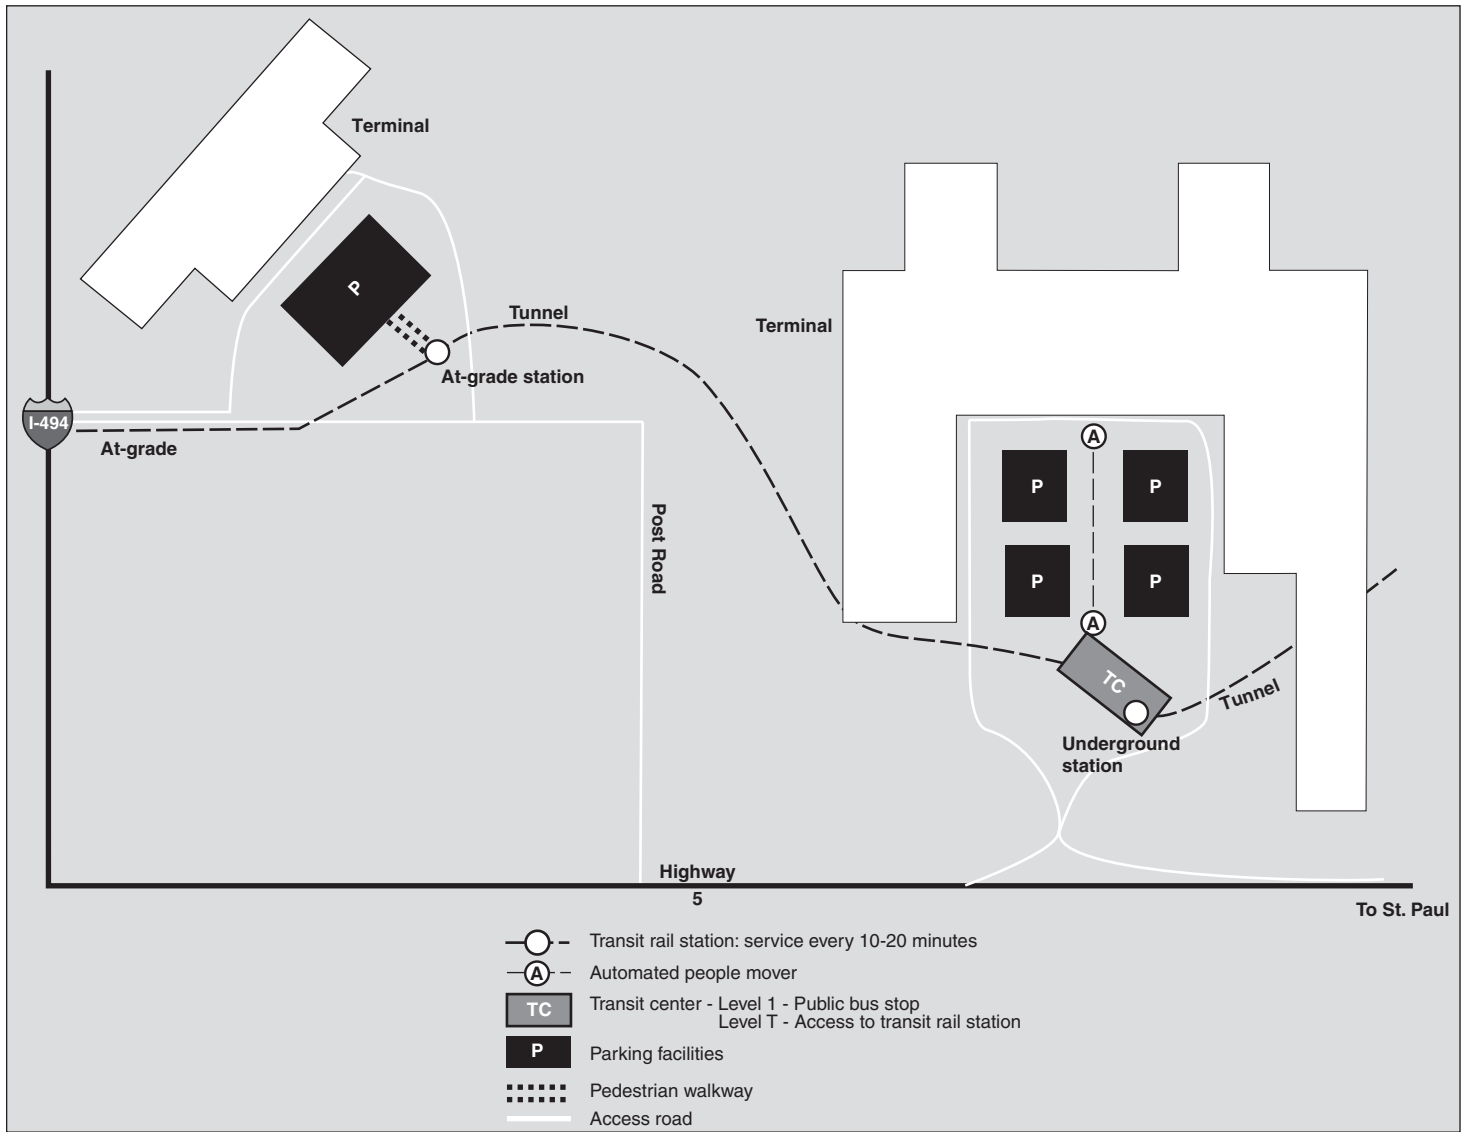 Terminal
P
Tunnel
At-grade station
I-494
At-grade
Terminal
A
P
P
Post Road
P
P
A
TC
Tunnel
Underground
station
Highway
5
To St. Paul
Transit rail station: service every 10-20 minutes
A
Automated people mover
TC
Transit center - Level 1 - Public bus stop
Level T - Access to transit rail station
P
Parking facilities
Pedestrian walkway
Access road